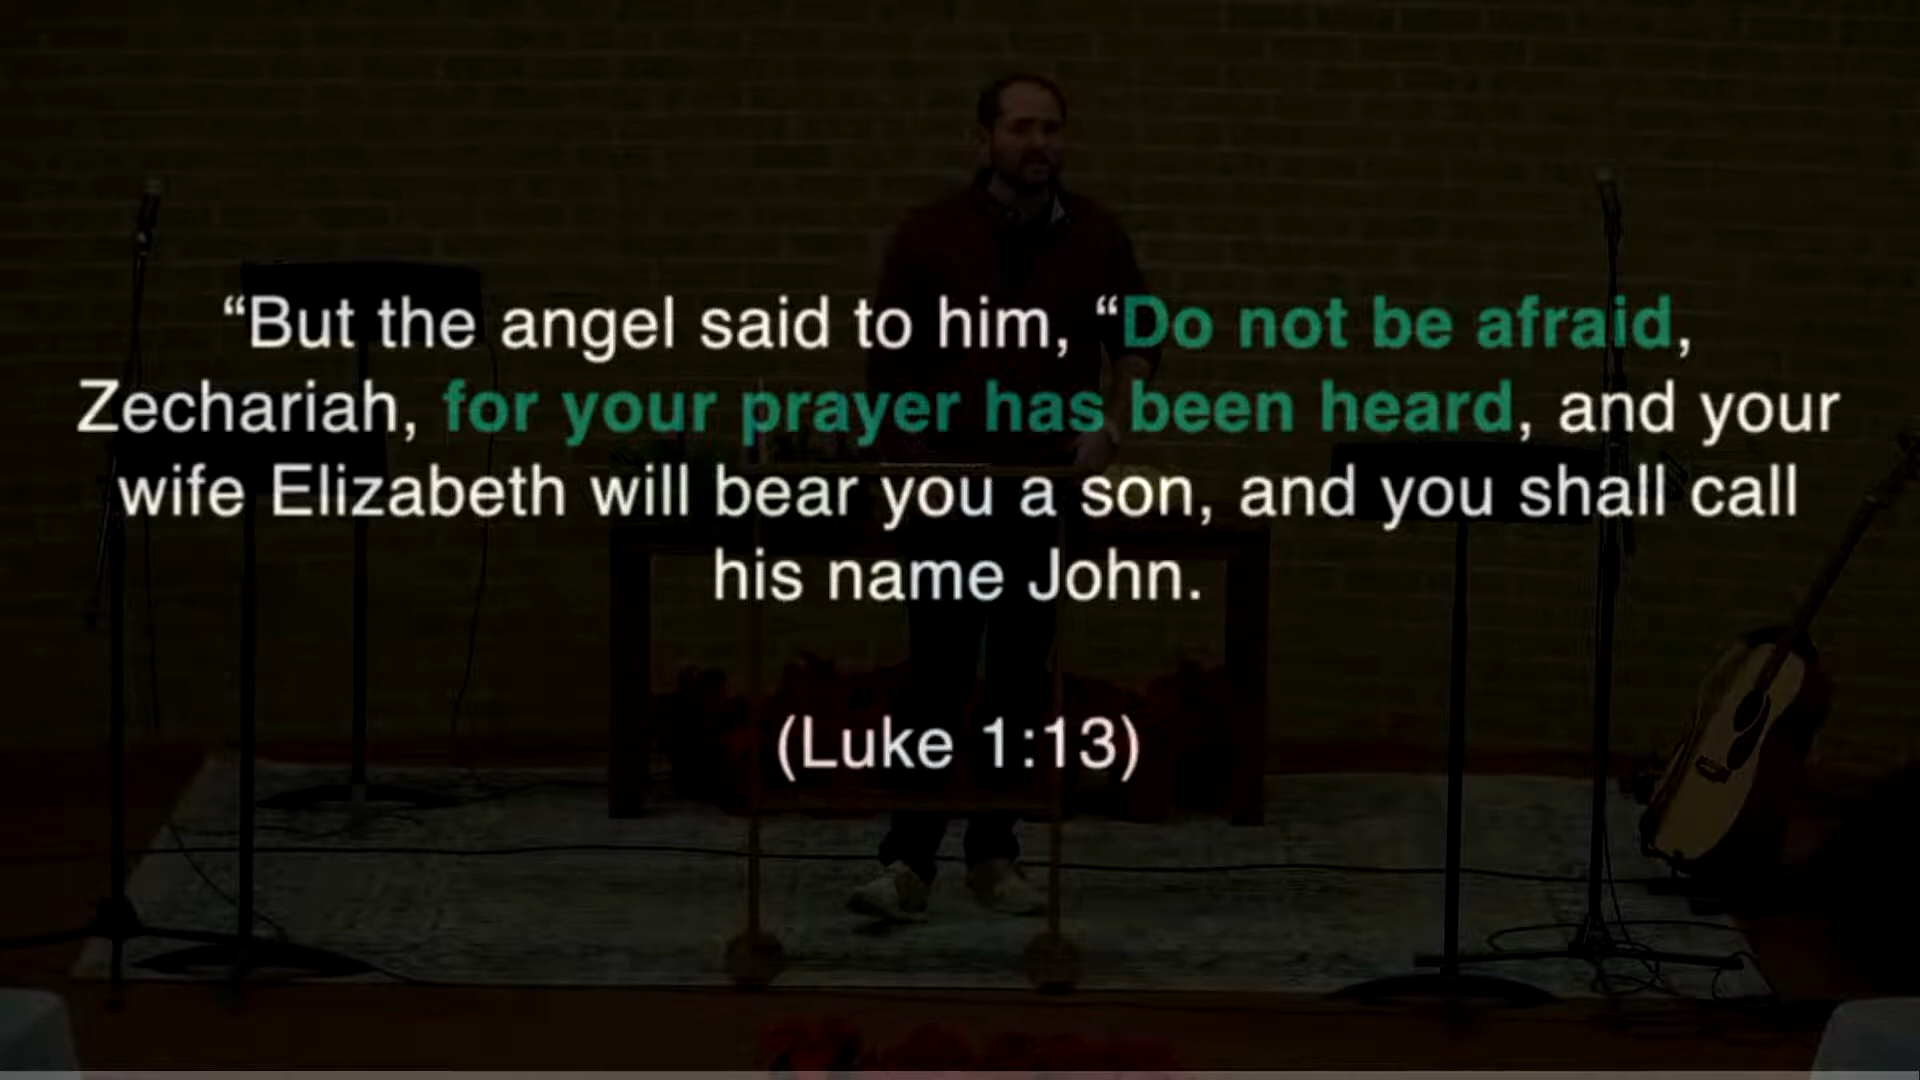 “But the angel said to him, “Do not be afraid,
Zechariah, for your prayer has been heard, and your
wife Elizabeth will bear you a son, and you shall call
his name John.
(Luke 1:13)